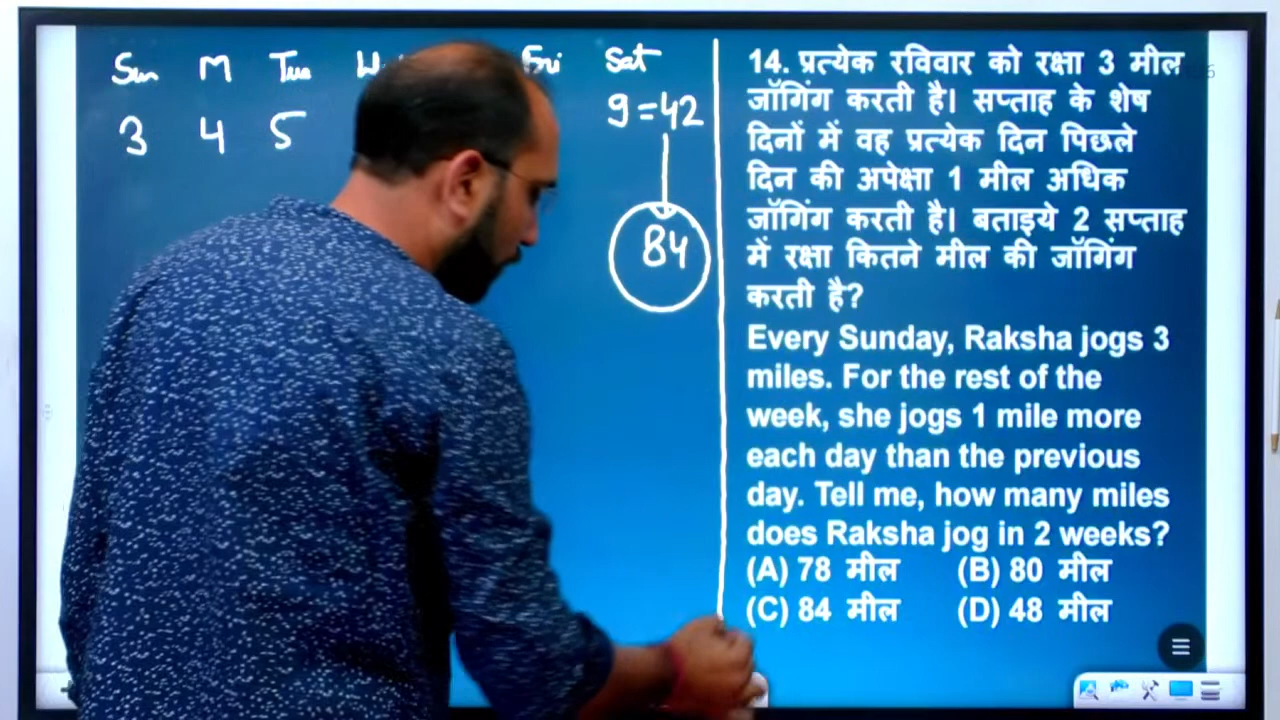 Sun M Tue Fri Sat
3 4 5 9 = 42
84
14. प्रत्येक रविवार को रक्षा 3 मील
जॉगिंग करती है। सप्ताह के शेष
दिनों में वह प्रत्येक दिन पिछले
दिन की अपेक्षा 1 मील अधिक
जॉगिंग करती है। बताइये 2 सप्ताह
में रक्षा कितने मील की जॉगिंग
करती है?
Every Sunday, Raksha jogs 3
miles. For the rest of the
week, she jogs 1 mile more
each day than the previous
day. Tell me, how many miles
does Raksha jog in 2 weeks?
(A) 78 मील (B) 80 मील
(C) 84 मील (D) 48 मील